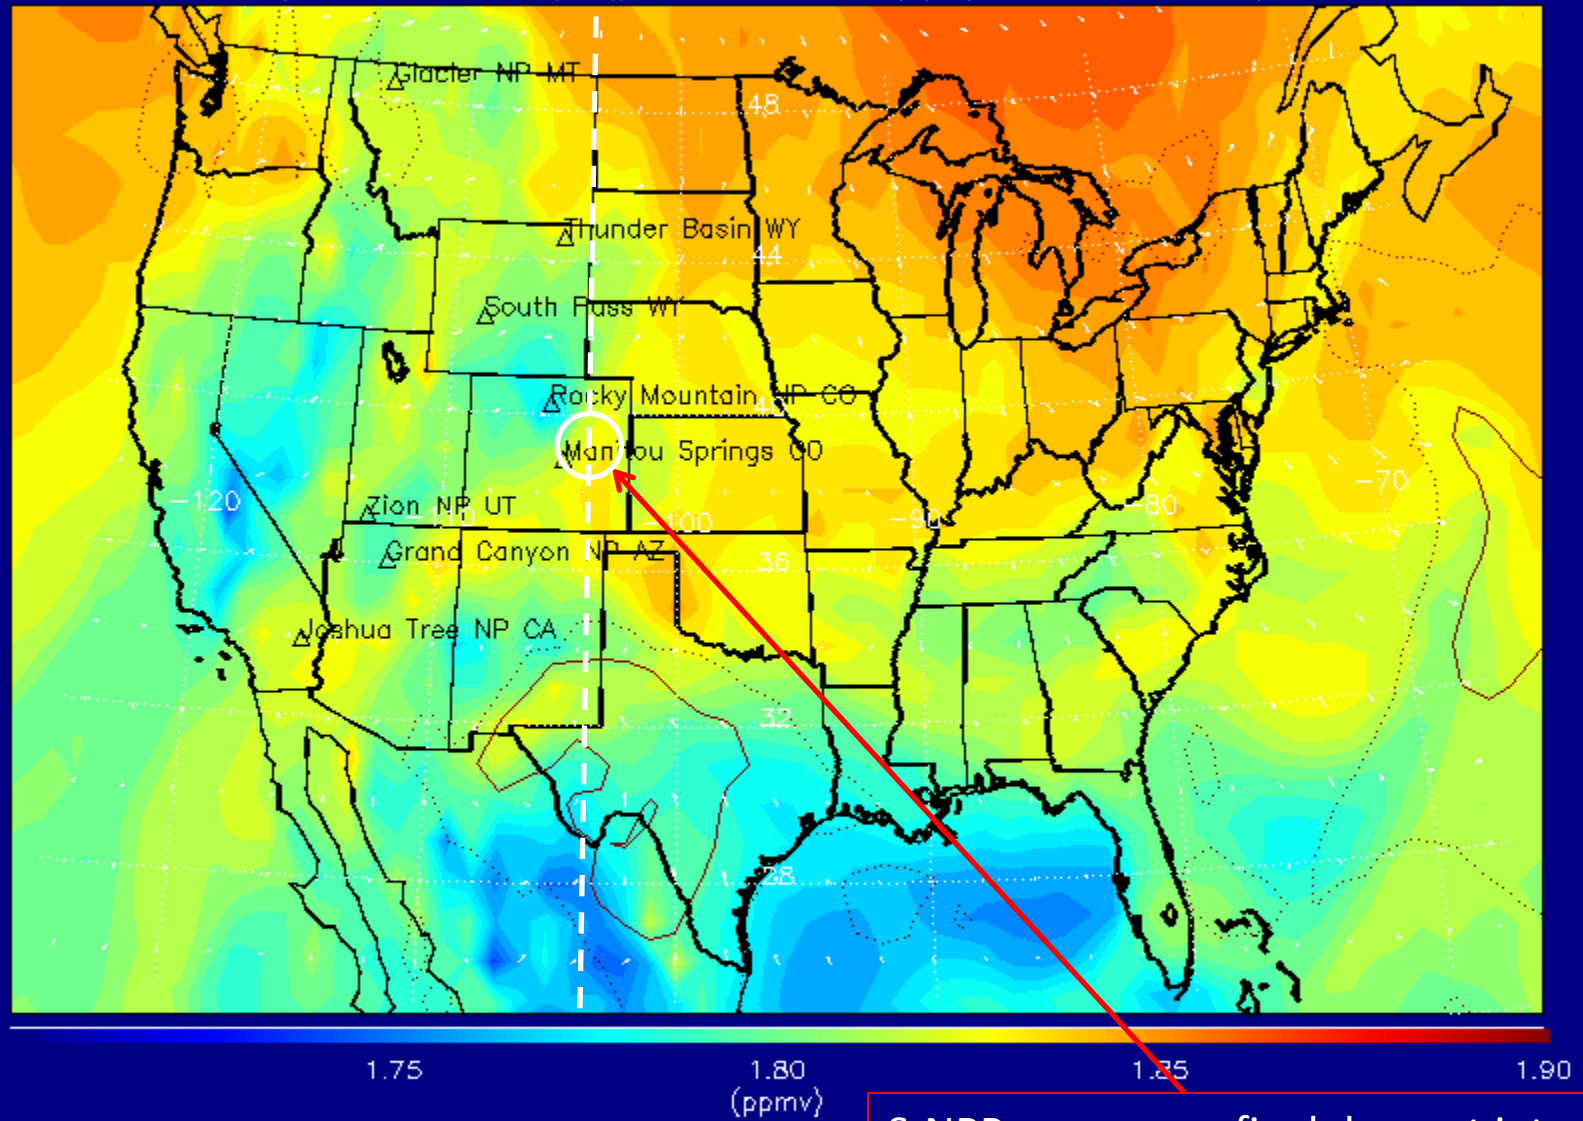 Glacier NP MT
48
Thunder Basin WY
44
South Pass WY
Rocky Mountain NP CO
40
Manitou Springs CO
-120
Zion NP UT
-110
-100
-90
-80
-70
Grand Canyon NP AZ
36
Joshua Tree NP CA
32
28
1.75
1.80
1.85
1.90
(ppmv)